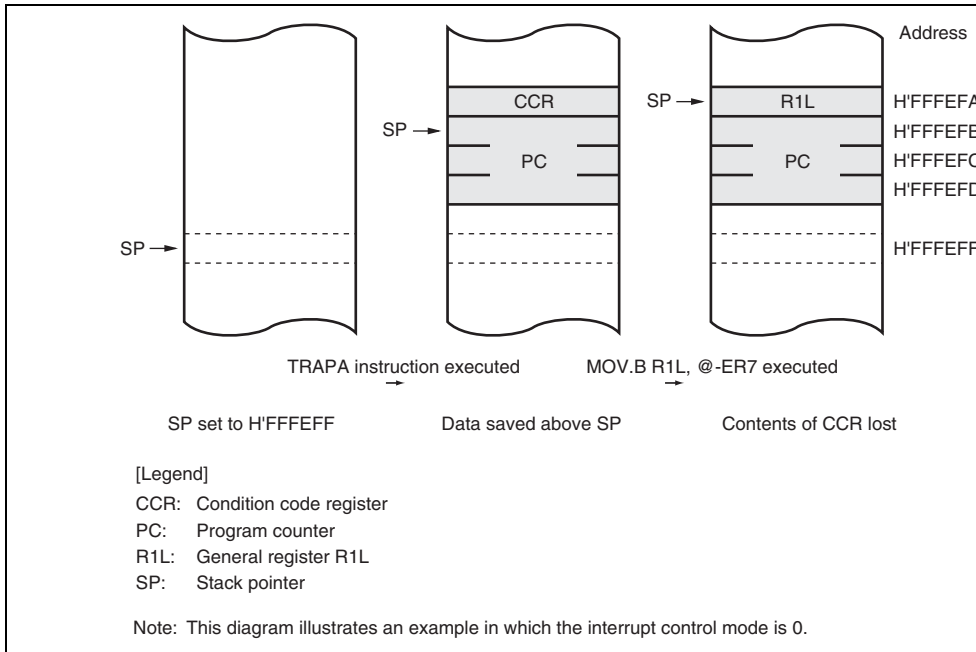 Address
SP → CCR SP → R1L H'FFFEFA
SP → H'FFFEFB
PC PC H'FFFEFC
H'FFFEFD
SP → H'FFFEFF
TRAPA instruction executed → MOV.B R1L, @-ER7 executed →
SP set to H'FFFEFF Data saved above SP Contents of CCR lost
[Legend]
CCR: Condition code register
PC: Program counter
R1L: General register R1L
SP: Stack pointer
Note: This diagram illustrates an example in which the interrupt control mode is 0.